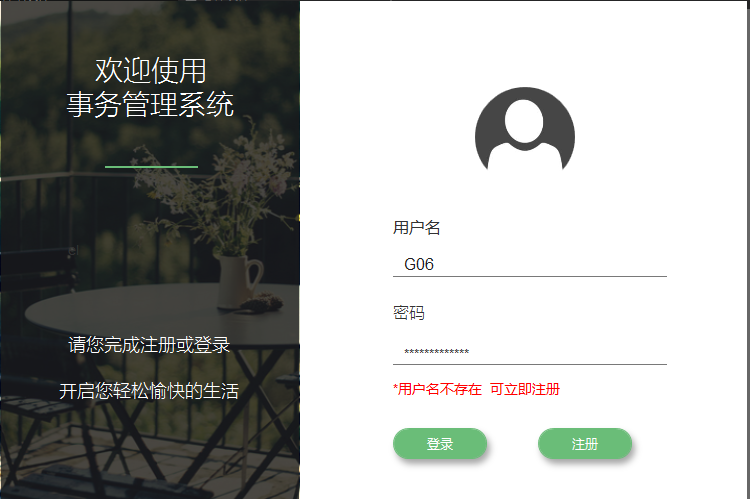 欢迎使用
事务管理系统
请您完成注册或登录
开启您轻松愉快的生活
用户名
G06
密码
*************
*用户名不存在 可立即注册
登录
注册